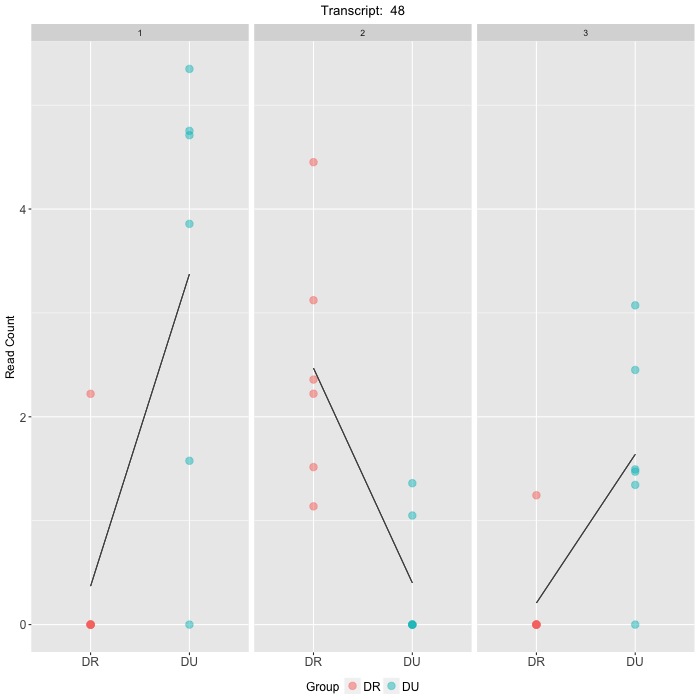 Transcript:  48
1 2 3
Read Count
4
2
0
DR DU DR DU DR DU
Group DR DU